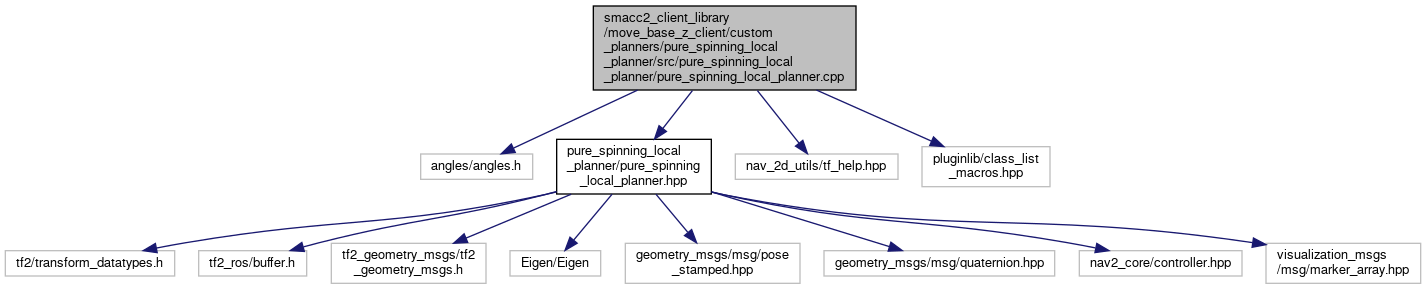 smacc2_client_library
/move_base_z_client/custom
_planners/pure_spinning_local
_planner/src/pure_spinning_local
_planner/pure_spinning_local_planner.cpp
angles/angles.h
pure_spinning_local
_planner/pure_spinning
_local_planner.hpp
nav_2d_utils/tf_help.hpp
pluginlib/class_list
_macros.hpp
tf2/transform_datatypes.h
tf2_ros/buffer.h
tf2_geometry_msgs/tf2
_geometry_msgs.h
Eigen/Eigen
geometry_msgs/msg/pose
_stamped.hpp
geometry_msgs/msg/quaternion.hpp
nav2_core/controller.hpp
visualization_msgs
/msg/marker_array.hpp